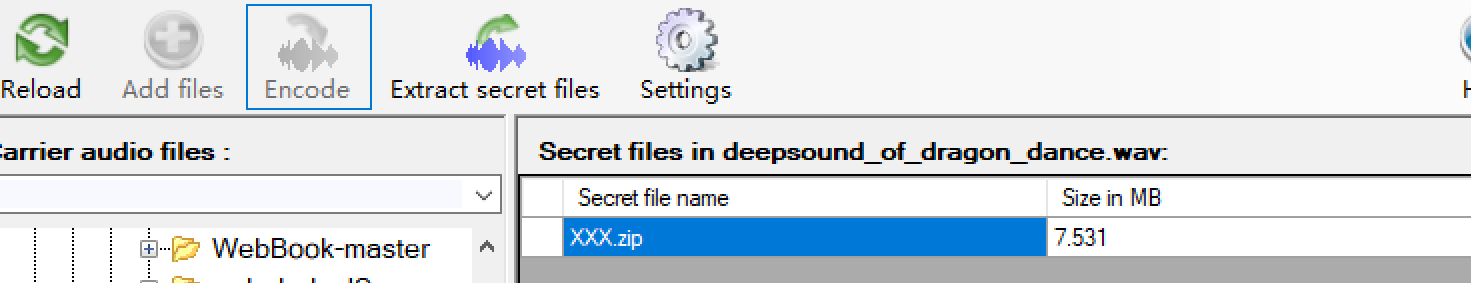 Reload Add files Encode Extract secret files Settings
arrier audio files :
Secret files in deepsound_of_dragon_dance.wav:
Secret file name Size in MB
XXX.zip 7.531
WebBook-master